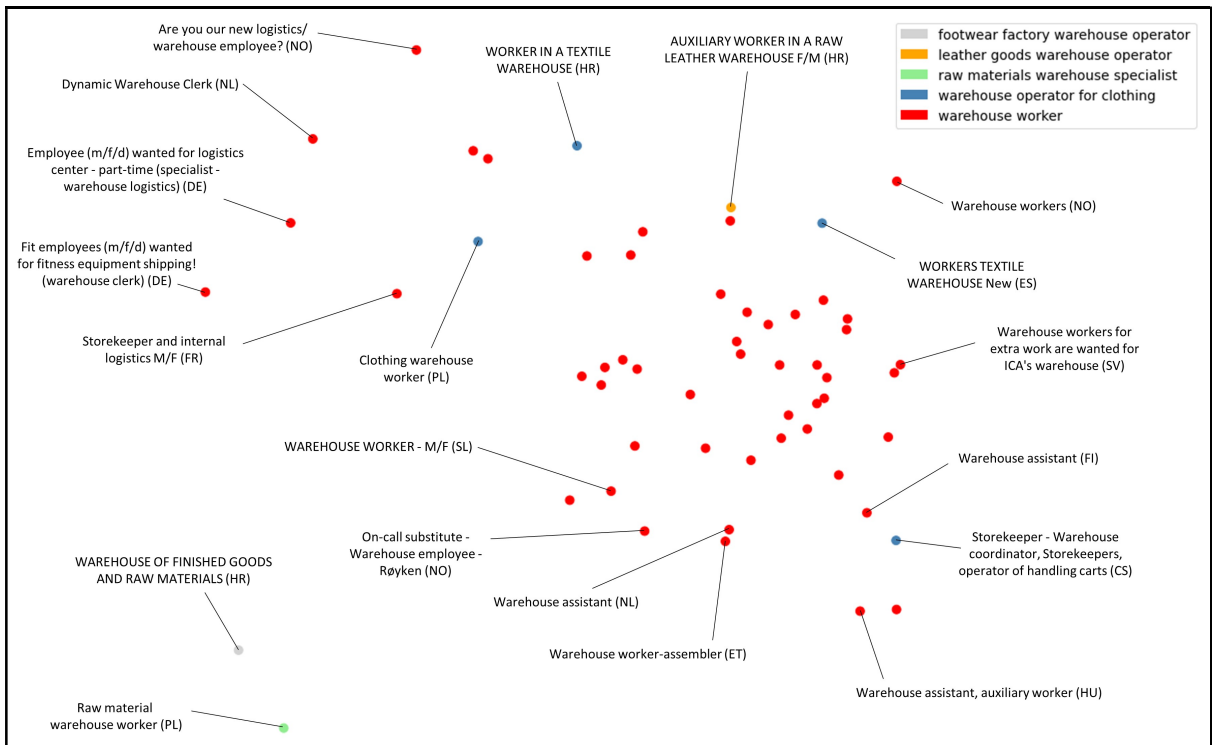 Are you our new logistics/
warehouse employee? (NO)
WORKER IN A TEXTILE
WAREHOUSE (HR)
AUXILIARY WORKER IN A RAW
LEATHER WAREHOUSE F/M (HR)
footwear factory warehouse operator
leather goods warehouse operator
raw materials warehouse specialist
warehouse operator for clothing
warehouse worker
Dynamic Warehouse Clerk (NL)
Employee (m/f/d) wanted for logistics
center - part-time (specialist -
warehouse logistics) (DE)
Warehouse workers (NO)
Fit employees (m/f/d) wanted
for fitness equipment shipping!
(warehouse clerk) (DE)
WORKERS TEXTILE
WAREHOUSE New (ES)
Storekeeper and internal
logistics M/F (FR)
Clothing warehouse
worker (PL)
Warehouse workers for
extra work are wanted for
ICA's warehouse (SV)
WAREHOUSE WORKER - M/F (SL)
Warehouse assistant (FI)
On-call substitute -
Warehouse employee -
Røyken (NO)
Storekeeper - Warehouse
coordinator, Storekeepers,
operator of handling carts (CS)
WAREHOUSE OF FINISHED GOODS
AND RAW MATERIALS (HR)
Warehouse assistant (NL)
Warehouse worker-assembler (ET)
Warehouse assistant, auxiliary worker (HU)
Raw material
warehouse worker (PL)